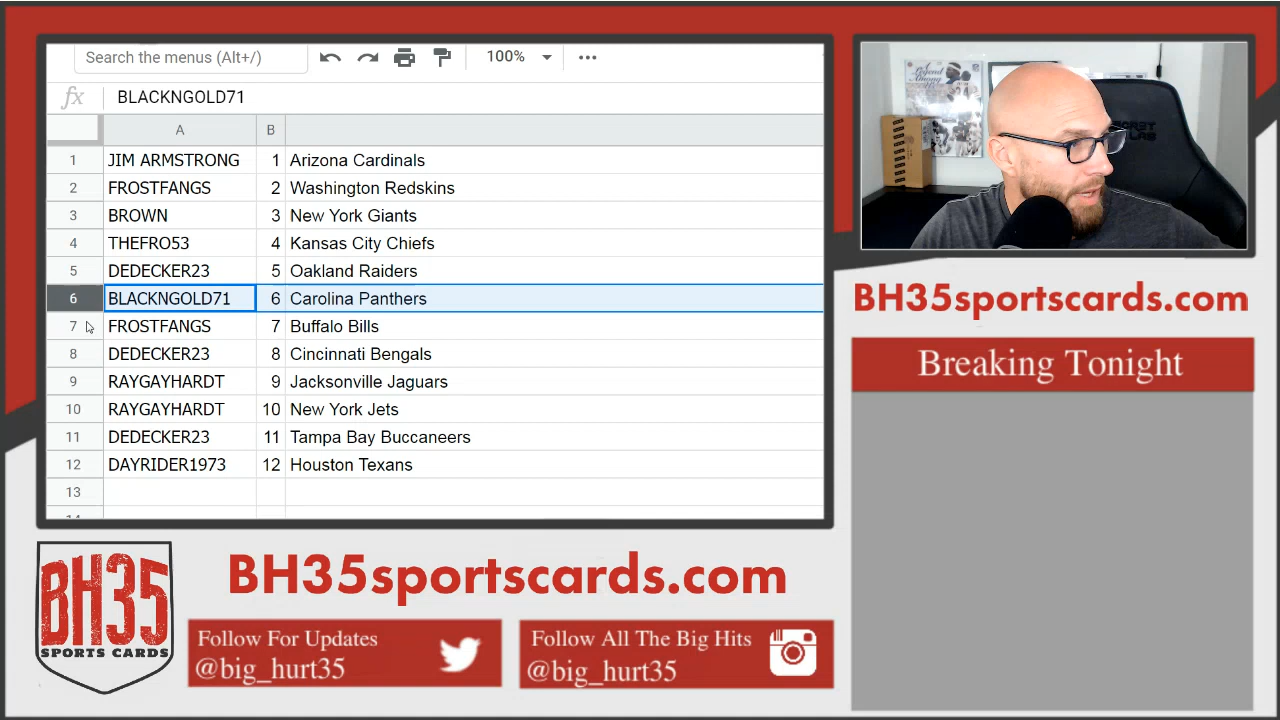 Search the menus (Alt+/)
100%
fx BLACKNGOLD71
A B
1 JIM ARMSTRONG 1 Arizona Cardinals
2 FROSTFANGS 2 Washington Redskins
3 BROWN 3 New York Giants
4 THEFRO53 4 Kansas City Chiefs
5 DEDECKER23 5 Oakland Raiders
6 BLACKNGOLD71 6 Carolina Panthers
7 FROSTFANGS 7 Buffalo Bills
8 DEDECKER23 8 Cincinnati Bengals
9 RAYGAYHARDT 9 Jacksonville Jaguars
10 RAYGAYHARDT 10 New York Jets
11 DEDECKER23 11 Tampa Bay Buccaneers
12 DAYRIDER1973 12 Houston Texans
13
BH35sportscards.com
Breaking Tonight
BH35
SPORTS CARDS
BH35sportscards.com
Follow For Updates
@big_hurt35
Follow All The Big Hits
@big_hurt35